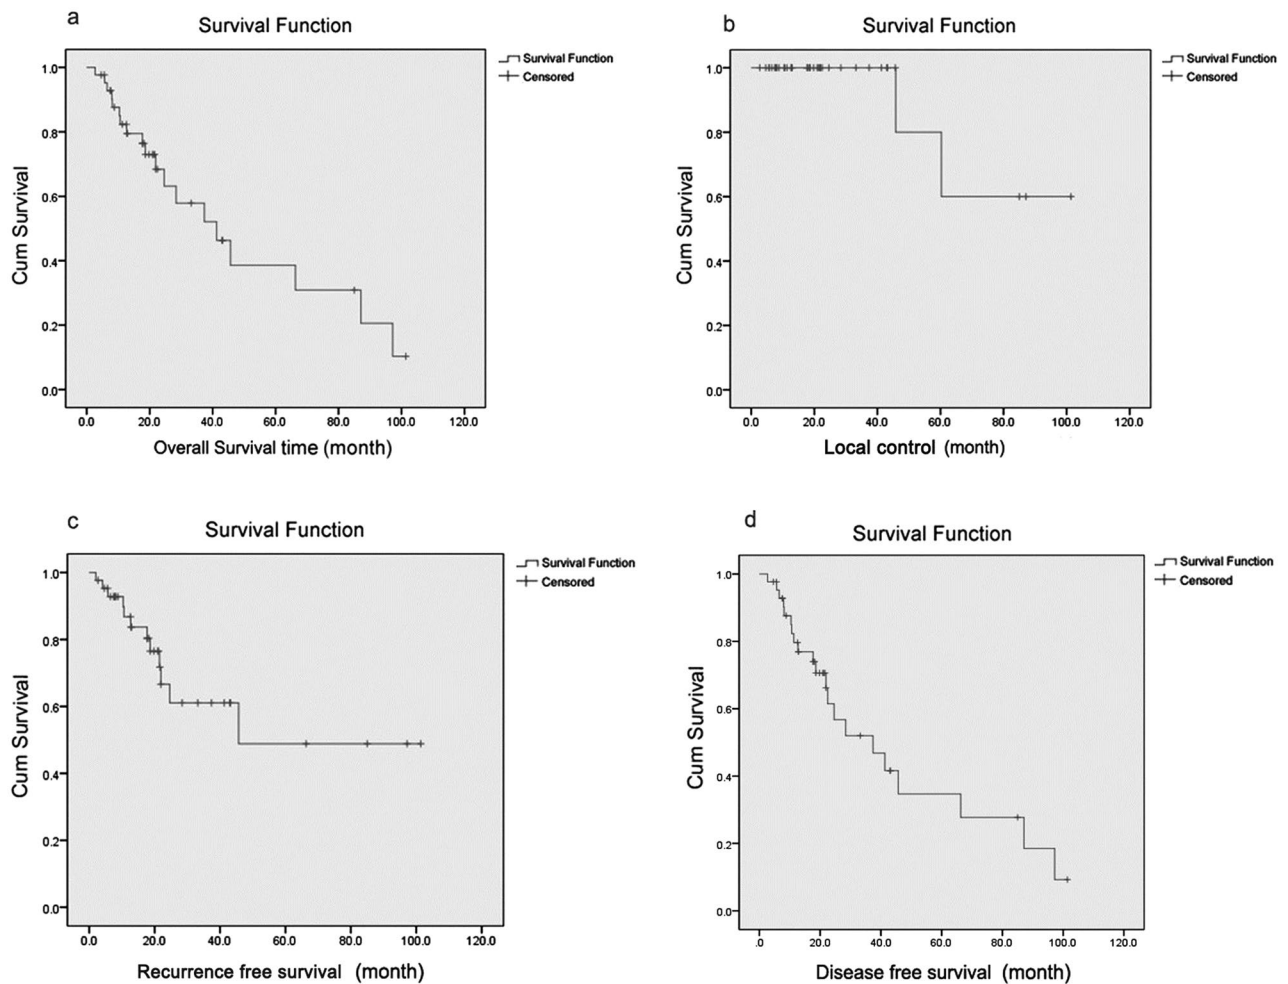 a
Survival Function
Survival Function
Censored
1.0
0.8
0.6
0.4
0.2
0.0
Cum Survival
0.0 20.0 40.0 60.0 80.0 100.0 120.0
Overall Survival time (month)
b
Survival Function
Survival Function
Censored
1.0
0.8
0.6
0.4
0.2
0.0
Cum Survival
0.0 20.0 40.0 60.0 80.0 100.0 120.0
Local control (month)
c
Survival Function
Survival Function
Censored
1.0
0.8
0.6
0.4
0.2
0.0
Cum Survival
0.0 20.0 40.0 60.0 80.0 100.0 120.0
Recurrence free survival (month)
d
Survival Function
Survival Function
Censored
1.0
0.8
0.6
0.4
0.2
0.0
Cum Survival
.0 20.0 40.0 60.0 80.0 100.0 120.0
Disease free survival (month)